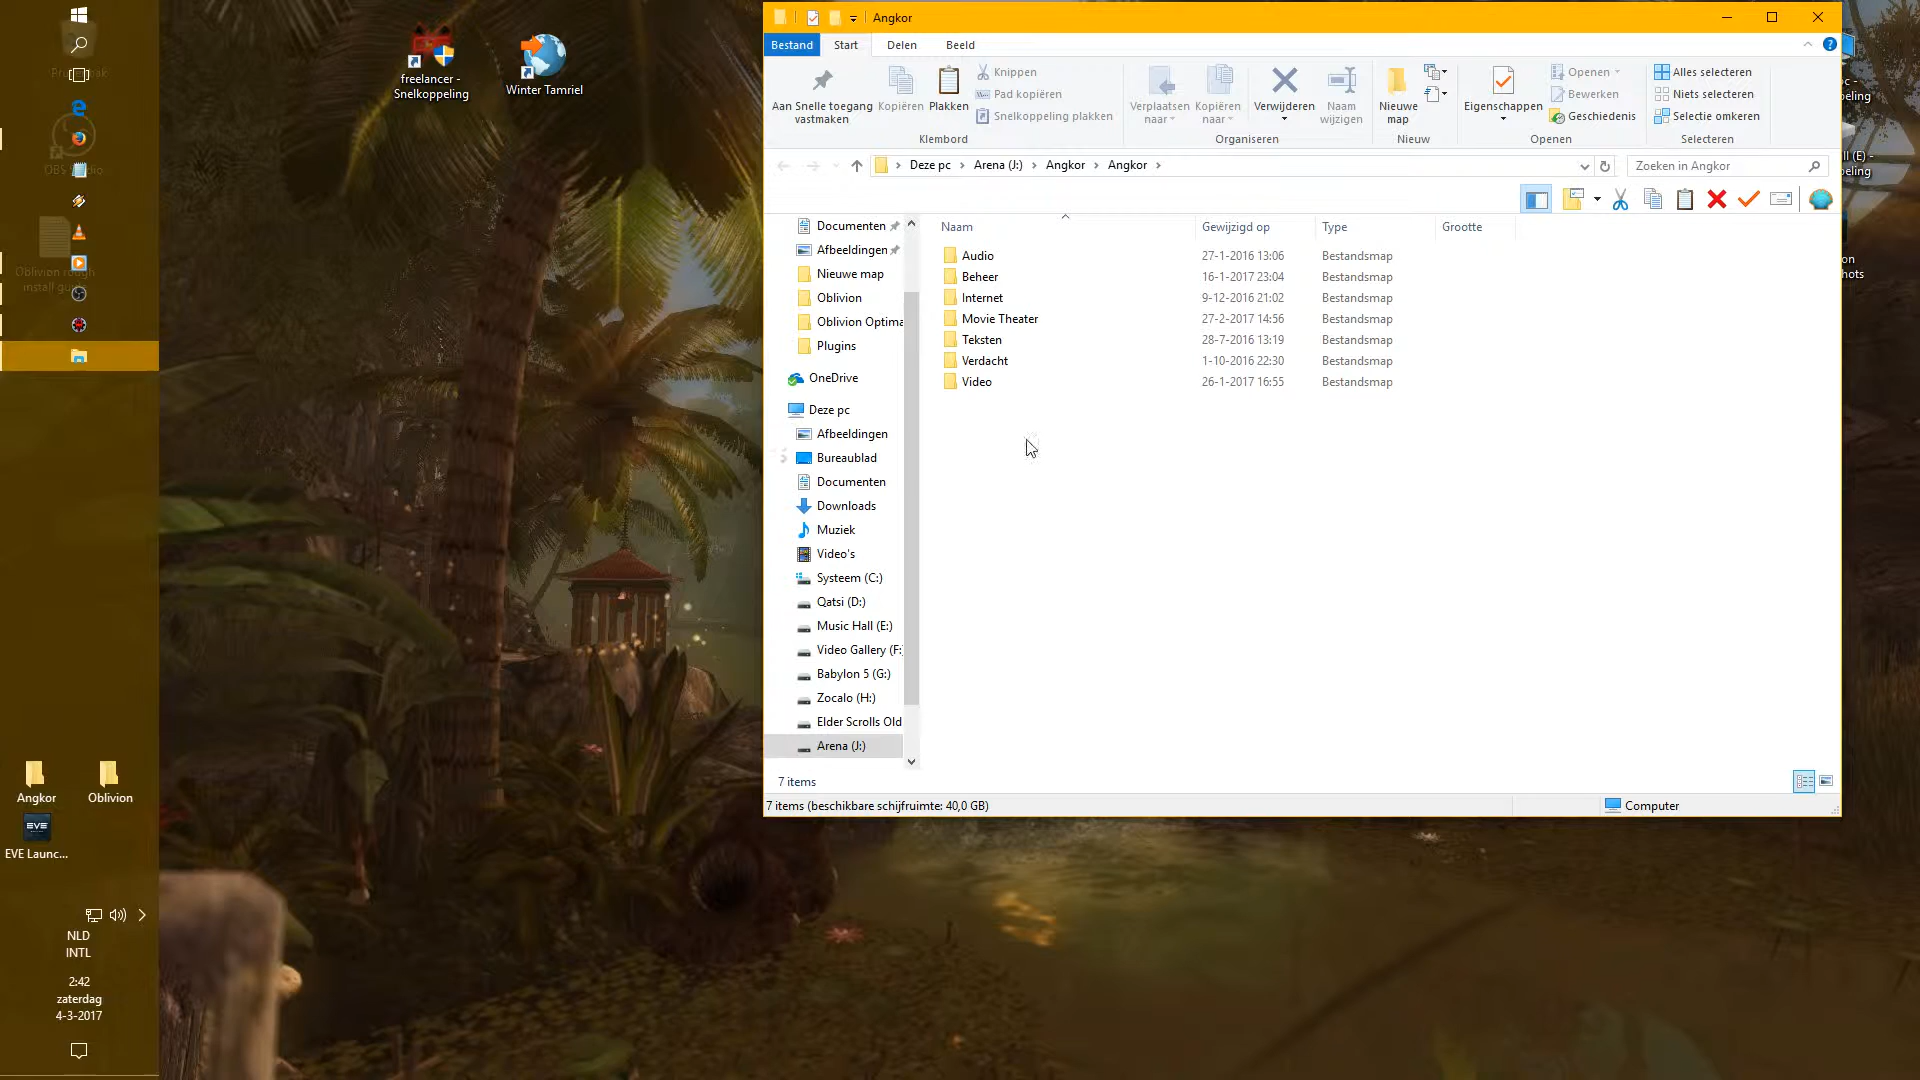 Prullenbak
OBS Studio
Oblivion rough
install guide
Angkor
Oblivion
EVE
EVE Launc...
NLD
INTL
2:42
zaterdag
4-3-2017
freelancer -
Snelkoppeling
Winter Tamriel
Angkor
Bestand
Start
Delen
Beeld
Aan Snelle toegang
vastmaken
Kopiëren
Plakken
Knippen
Pad kopiëren
Snelkoppeling plakken
Klembord
Verplaatsen
naar
Kopiëren
naar
Verwijderen
Naam
wijzigen
Organiseren
Nieuwe
map
Nieuw
Eigenschappen
Openen
Bewerken
Geschiedenis
Openen
Alles selecteren
Niets selecteren
Selectie omkeren
Selecteren
Deze pc
Arena (J:)
Angkor
Angkor
Zoeken in Angkor
Documenten
Afbeeldingen
Nieuwe map
Oblivion
Oblivion Optima
Plugins
OneDrive
Deze pc
Afbeeldingen
Bureaublad
Documenten
Downloads
Muziek
Video's
Systeem (C:)
Qatsi (D:)
Music Hall (E:)
Video Gallery (F:
Babylon 5 (G:)
Zocalo (H:)
Elder Scrolls Old
Arena (J:)
Naam Gewijzigd op Type Grootte
Audio 27-1-2016 13:06 Bestandsmap
Beheer 16-1-2017 23:04 Bestandsmap
Internet 9-12-2016 21:02 Bestandsmap
Movie Theater 27-2-2017 14:56 Bestandsmap
Teksten 28-7-2016 13:19 Bestandsmap
Verdacht 1-10-2016 22:30 Bestandsmap
Video 26-1-2017 16:55 Bestandsmap
7 items
7 items (beschikbare schijfruimte: 40,0 GB)
Computer